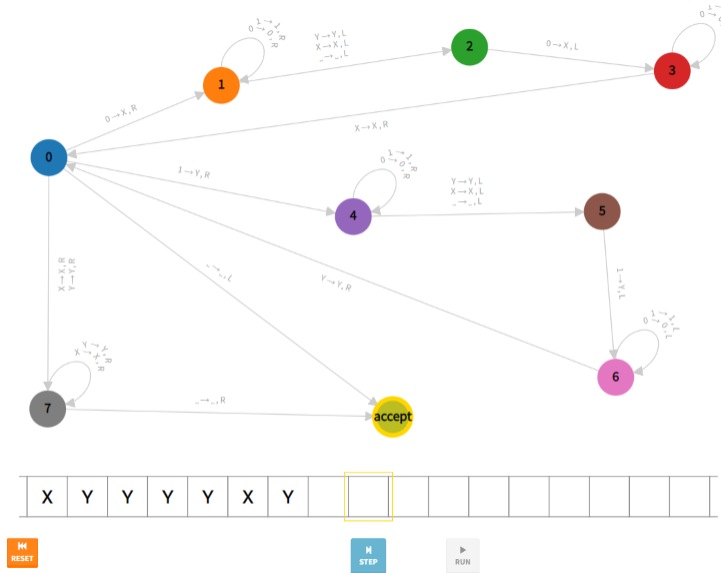 1→1,R
0→0,R
Y→Y,L
X→X,L
_→_,L
2
0→X,L
3
1
0→X,R
X→X,R
0
1→Y,R
1→1,R
0→0,R
Y→Y,L
X→X,L
_→_,L
4
5
X→X,R
Y→Y,R
_→_,L
Y→Y,R
1→Y,L
1→1,L
0→0,L
6
Y→Y,R
X→X,R
7
_→_,R
accept
X Y Y Y Y X Y
RESET
STEP
RUN